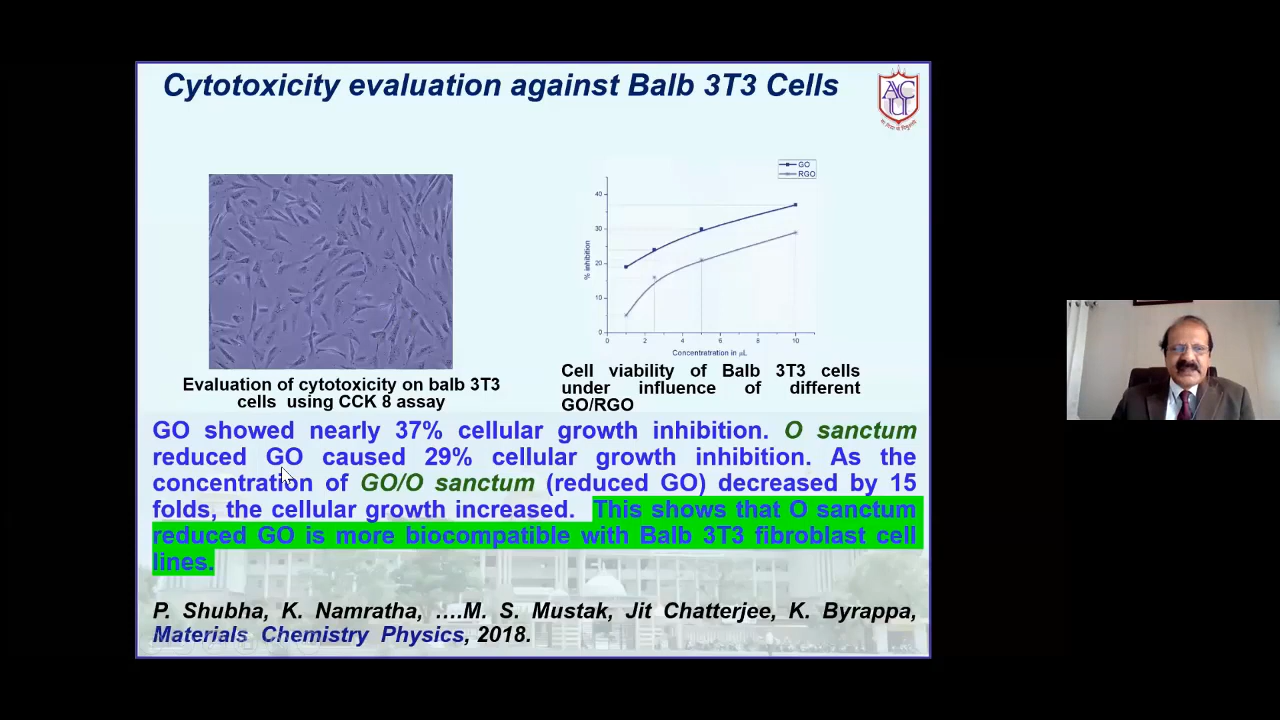 Cytotoxicity evaluation against Balb 3T3 Cells
ACU
GO
RGO
40
30
20
10
0
% inhibition
0 2 4 6 8 10
Concentratration in µL
Evaluation of cytotoxicity on balb 3T3
cells using CCK 8 assay
Cell viability of Balb 3T3 cells
under influence of different
GO/RGO
GO showed nearly 37% cellular growth inhibition. O sanctum
reduced GO caused 29% cellular growth inhibition. As the
concentration of GO/O sanctum (reduced GO) decreased by 15
folds, the cellular growth increased. This shows that O sanctum
reduced GO is more biocompatible with Balb 3T3 fibroblast cell
lines.
P. Shubha, K. Namratha, ....M. S. Mustak, Jit Chatterjee, K. Byrappa,
Materials Chemistry Physics, 2018.